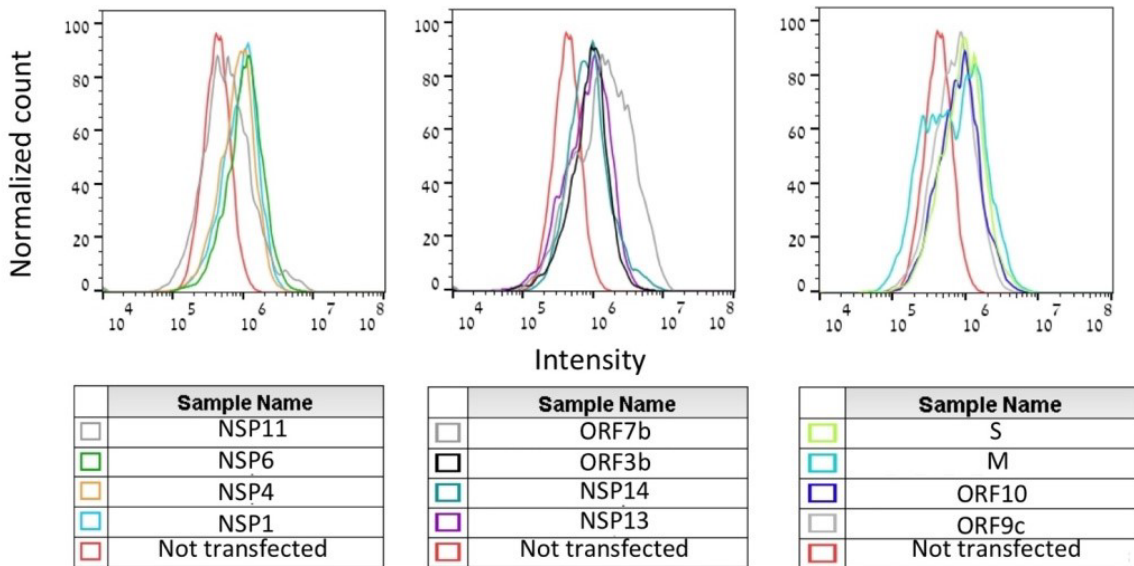 Normalized count
100
80
60
40
20
0
10^4 10^5 10^6 10^7 10^8
100
80
60
40
20
0
10^4 10^5 10^6 10^7 10^8
100
80
60
40
20
0
10^4 10^5 10^6 10^7 10^8
Intensity
Sample Name
NSP11
NSP6
NSP4
NSP1
Not transfected
Sample Name
ORF7b
ORF3b
NSP14
NSP13
Not transfected
Sample Name
S
M
ORF10
ORF9c
Not transfected